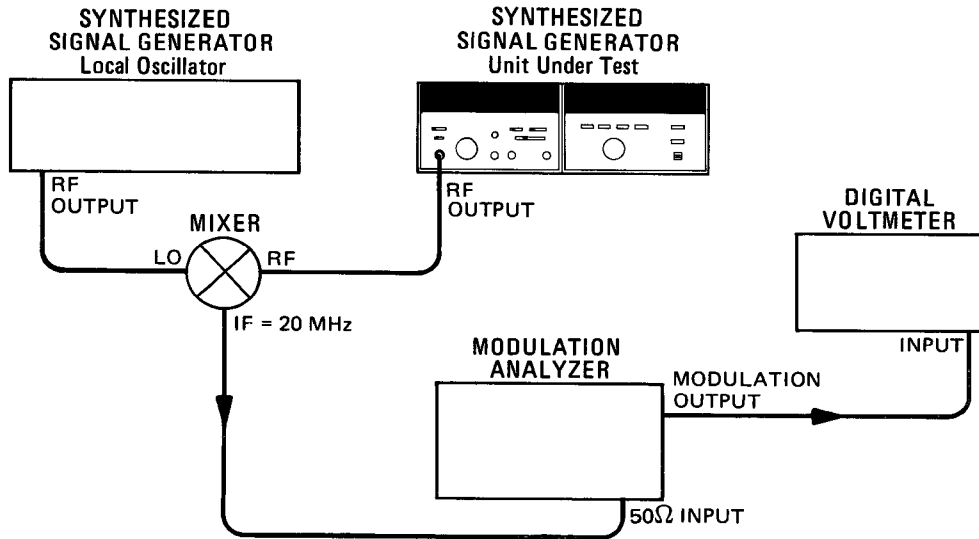 SYNTHESIZED
SIGNAL GENERATOR
Local Oscillator
SYNTHESIZED
SIGNAL GENERATOR
Unit Under Test
RF
OUTPUT
RF
OUTPUT
MIXER
LO
RF
IF = 20 MHz
DIGITAL
VOLTMETER
INPUT
MODULATION
ANALYZER
MODULATION
OUTPUT
50Ω INPUT